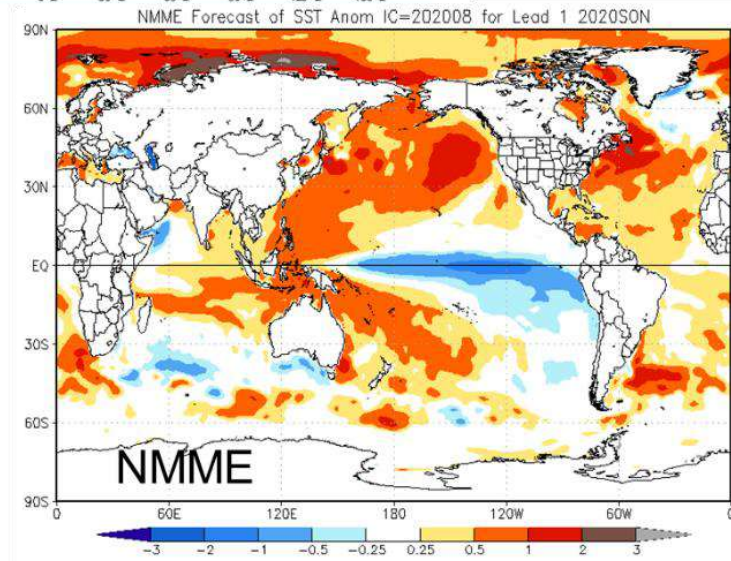 NMME Forecast of SST Anom IC=202008 for Lead 1 2020SON
90N
60N
30N
EQ
30S
60S
90S
NMME
0 60E 120E 180 120W 60W 0
-3 -2 -1 -0.5 -0.25 0.25 0.5 1 2 3